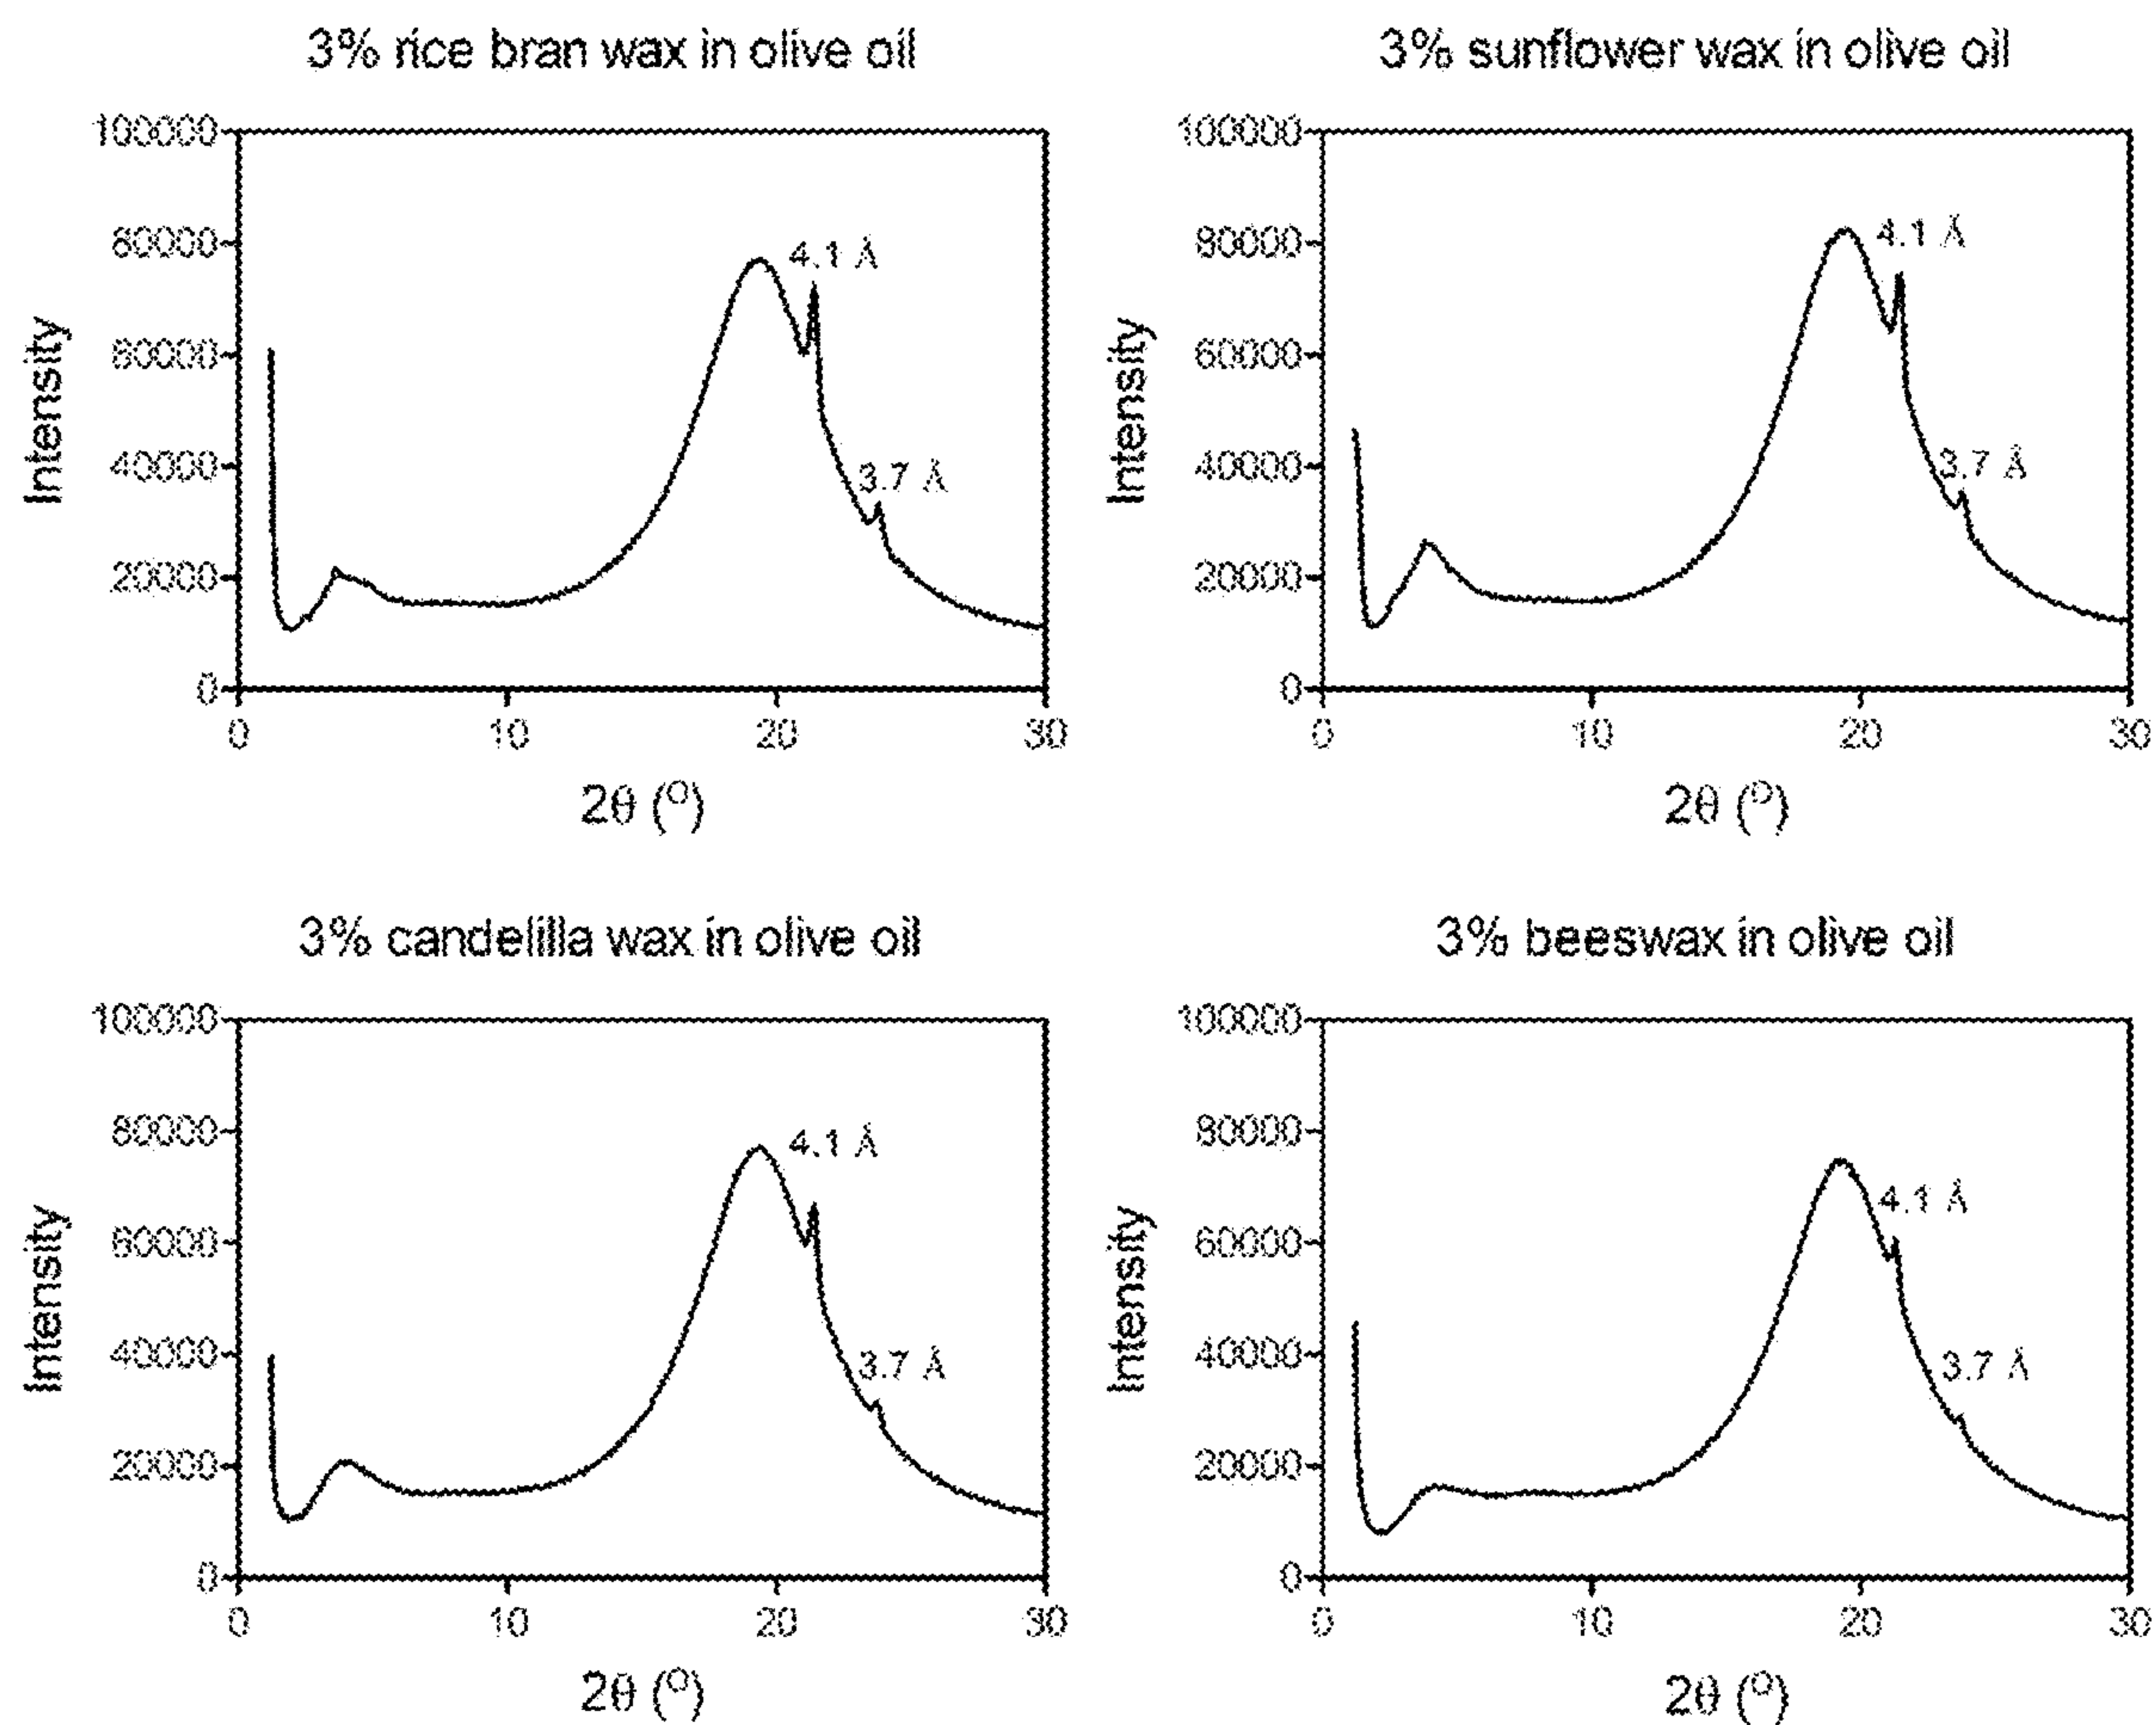 3% rice bran wax in olive oil
100000
80000
60000
40000
20000
0
Intensity
4.1 Å
3.7 Å
0 10 20 30
2θ (°)
3% sunflower wax in olive oil
100000
80000
60000
40000
20000
0
Intensity
4.1 Å
3.7 Å
0 10 20 30
2θ (°)
3% candelilla wax in olive oil
100000
80000
60000
40000
20000
0
Intensity
4.1 Å
3.7 Å
0 10 20 30
2θ (°)
3% beeswax in olive oil
100000
80000
60000
40000
20000
0
Intensity
4.1 Å
3.7 Å
0 10 20 30
2θ (°)